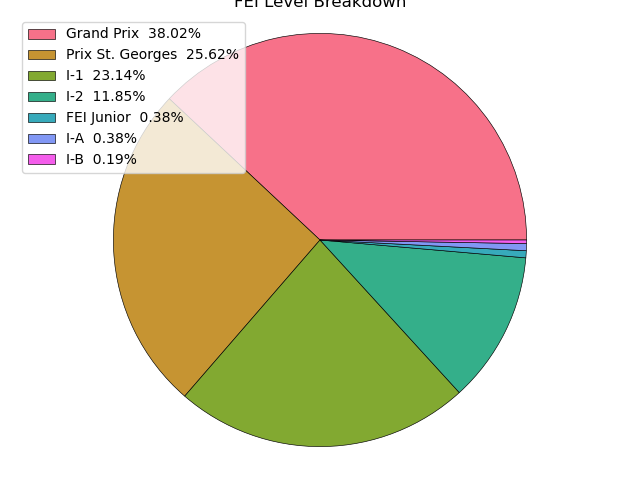 FEI Level Breakdown
Grand Prix 38.02%
Prix St. Georges 25.62%
I-1 23.14%
I-2 11.85%
FEI Junior 0.38%
I-A 0.38%
I-B 0.19%